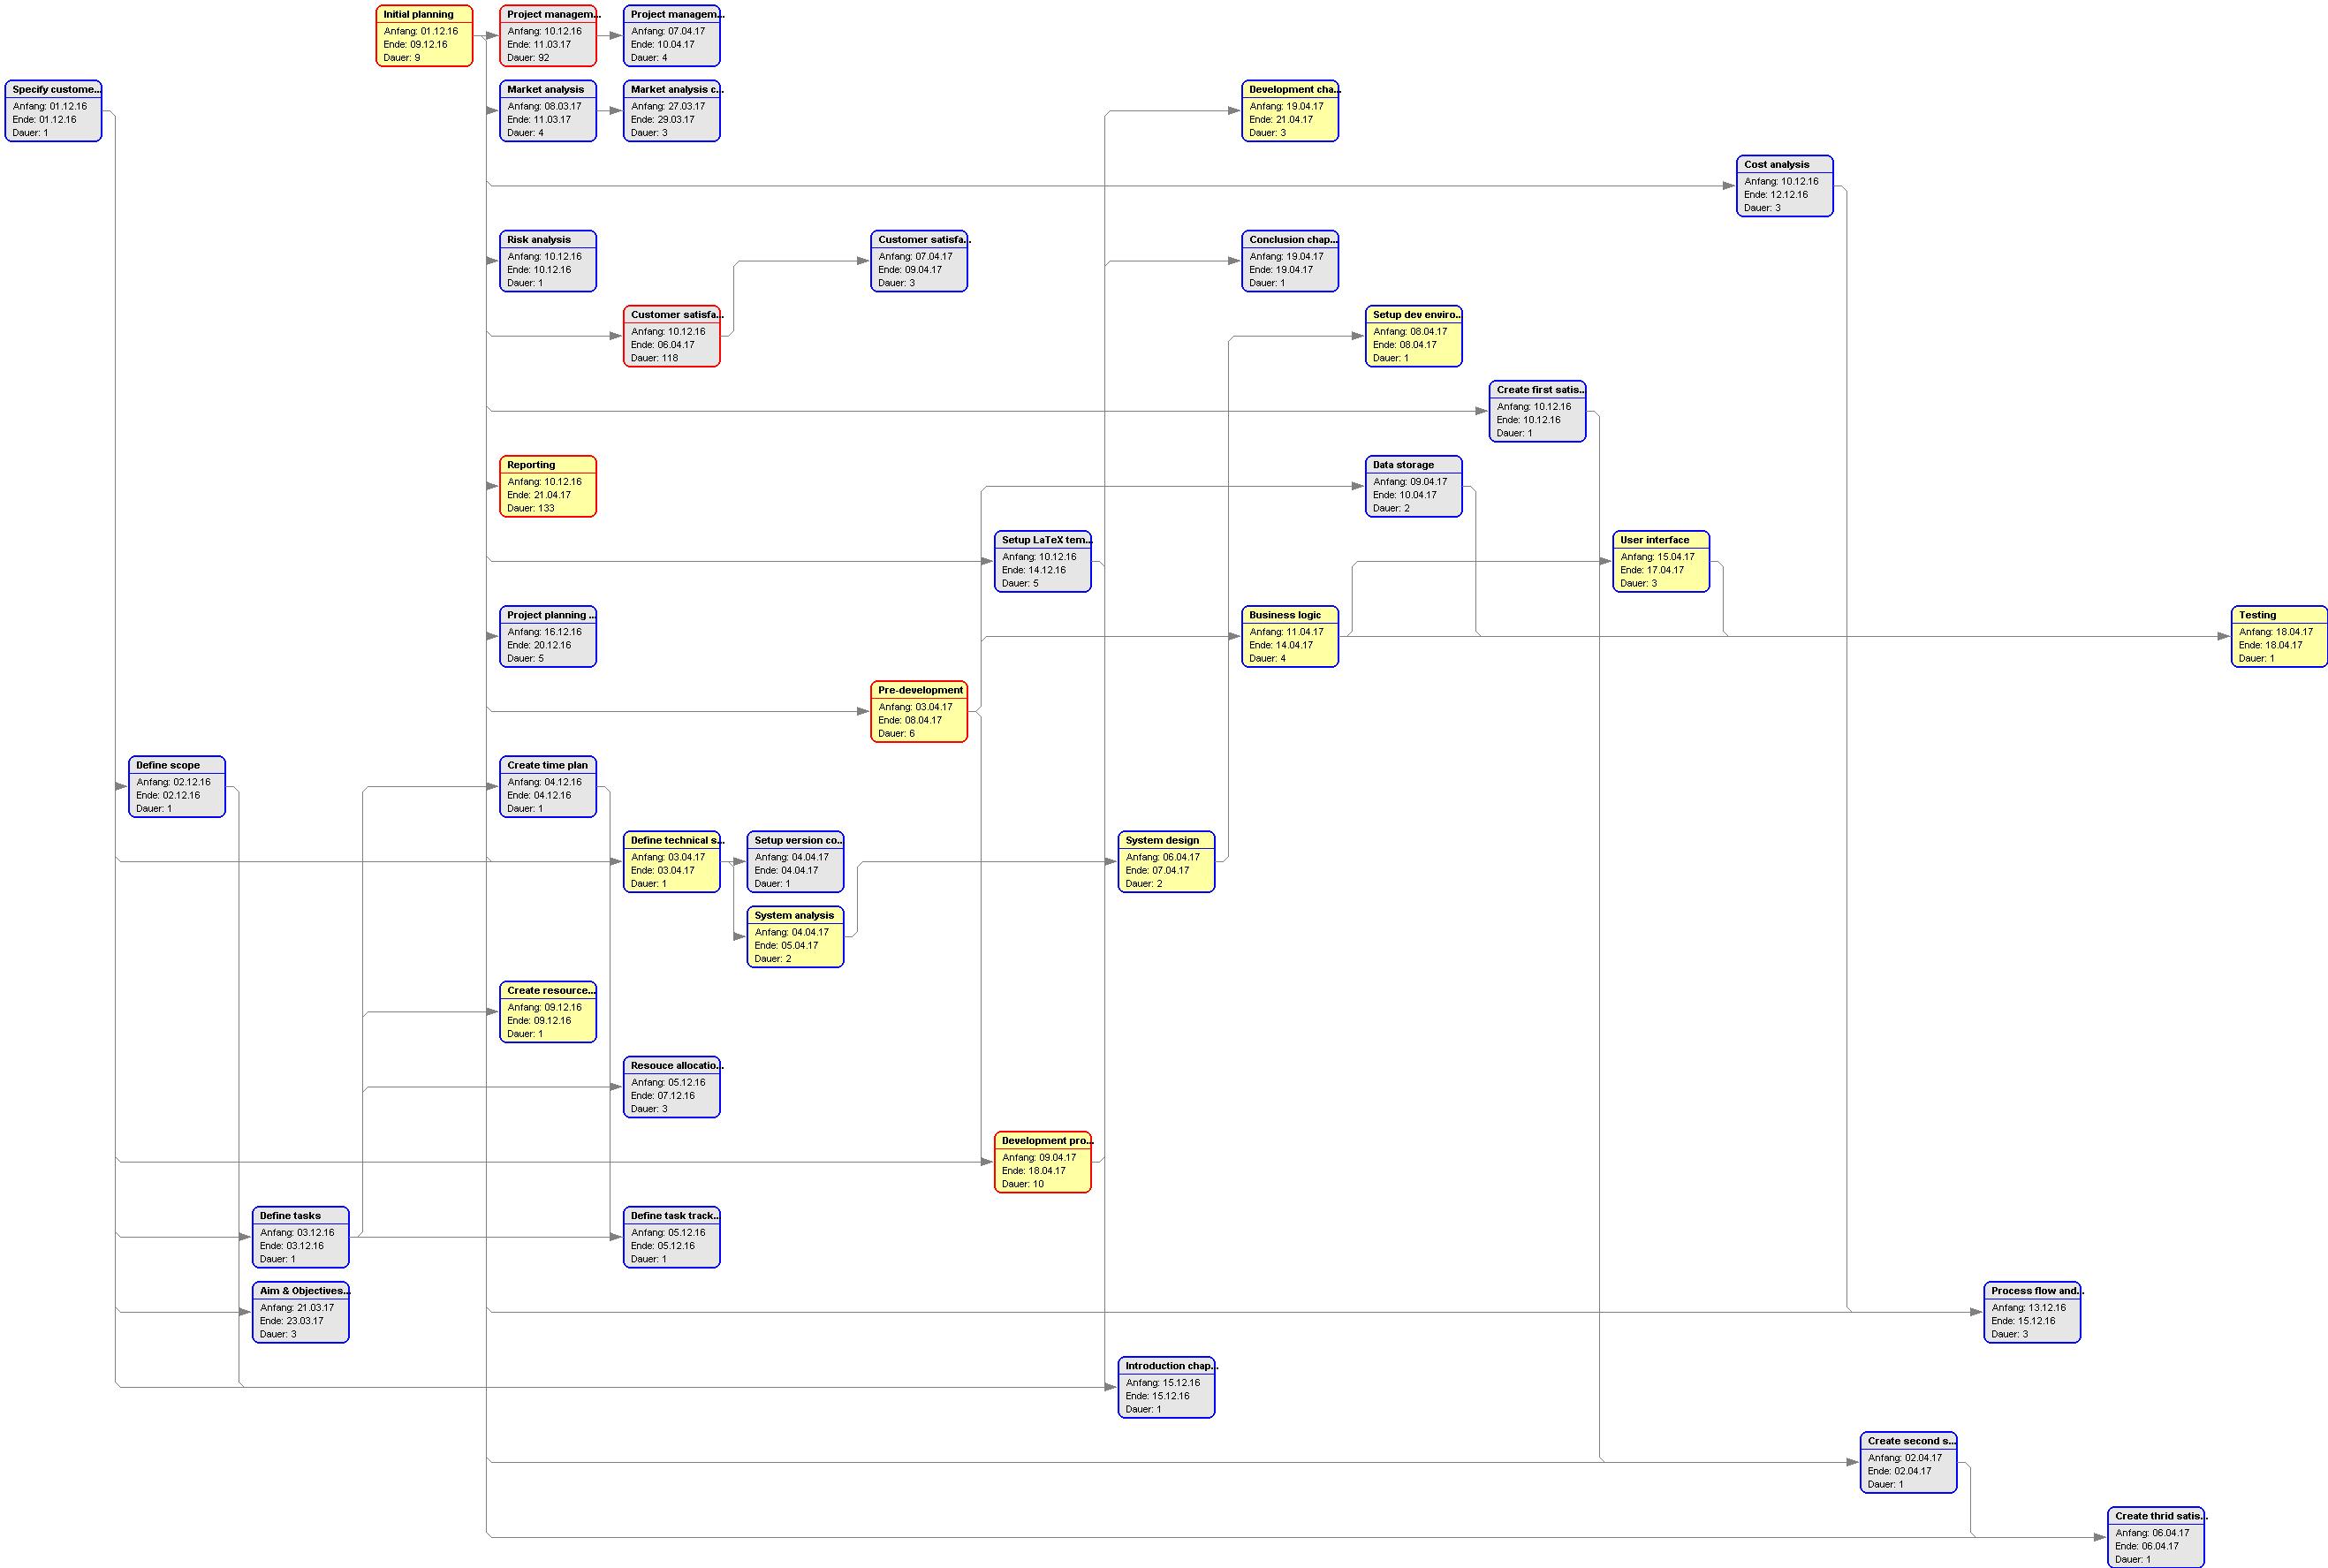 Initial planning
Anfang: 01.12.16
Ende: 09.12.16
Dauer: 9
Project managem...
Anfang: 10.12.16
Ende: 11.03.17
Dauer: 92
Project managem...
Anfang: 07.04.17
Ende: 10.04.17
Dauer: 4
Specify custome...
Anfang: 01.12.16
Ende: 01.12.16
Dauer: 1
Market analysis
Anfang: 08.03.17
Ende: 11.03.17
Dauer: 4
Market analysis c...
Anfang: 27.03.17
Ende: 29.03.17
Dauer: 3
Development cha...
Anfang: 19.04.17
Ende: 21.04.17
Dauer: 3
Cost analysis
Anfang: 10.12.16
Ende: 12.12.16
Dauer: 3
Risk analysis
Anfang: 10.12.16
Ende: 10.12.16
Dauer: 1
Customer satisfa...
Anfang: 07.04.17
Ende: 09.04.17
Dauer: 3
Conclusion chap...
Anfang: 19.04.17
Ende: 19.04.17
Dauer: 1
Customer satisfa...
Anfang: 10.12.16
Ende: 06.04.17
Dauer: 118
Setup dev enviro...
Anfang: 08.04.17
Ende: 08.04.17
Dauer: 1
Create first satis...
Anfang: 10.12.16
Ende: 10.12.16
Dauer: 1
Reporting
Anfang: 10.12.16
Ende: 21.04.17
Dauer: 133
Data storage
Anfang: 09.04.17
Ende: 10.04.17
Dauer: 2
Setup LaTeX tem...
Anfang: 10.12.16
Ende: 14.12.16
Dauer: 5
User interface
Anfang: 15.04.17
Ende: 17.04.17
Dauer: 3
Project planning ...
Anfang: 16.12.16
Ende: 20.12.16
Dauer: 5
Business logic
Anfang: 11.04.17
Ende: 14.04.17
Dauer: 4
Testing
Anfang: 18.04.17
Ende: 18.04.17
Dauer: 1
Pre-development
Anfang: 03.04.17
Ende: 08.04.17
Dauer: 6
Define scope
Anfang: 02.12.16
Ende: 02.12.16
Dauer: 1
Create time plan
Anfang: 04.12.16
Ende: 04.12.16
Dauer: 1
Define technical s...
Anfang: 03.04.17
Ende: 03.04.17
Dauer: 1
Setup version co...
Anfang: 04.04.17
Ende: 04.04.17
Dauer: 1
System design
Anfang: 06.04.17
Ende: 07.04.17
Dauer: 2
System analysis
Anfang: 04.04.17
Ende: 05.04.17
Dauer: 2
Create resource...
Anfang: 09.12.16
Ende: 09.12.16
Dauer: 1
Resouce allocatio...
Anfang: 05.12.16
Ende: 07.12.16
Dauer: 3
Development pro...
Anfang: 09.04.17
Ende: 18.04.17
Dauer: 10
Define tasks
Anfang: 03.12.16
Ende: 03.12.16
Dauer: 1
Define task track...
Anfang: 05.12.16
Ende: 05.12.16
Dauer: 1
Aim & Objectives...
Anfang: 21.03.17
Ende: 23.03.17
Dauer: 3
Process flow and...
Anfang: 13.12.16
Ende: 15.12.16
Dauer: 3
Introduction chap...
Anfang: 15.12.16
Ende: 15.12.16
Dauer: 1
Create second s...
Anfang: 02.04.17
Ende: 02.04.17
Dauer: 1
Create thrid satis...
Anfang: 06.04.17
Ende: 06.04.17
Dauer: 1